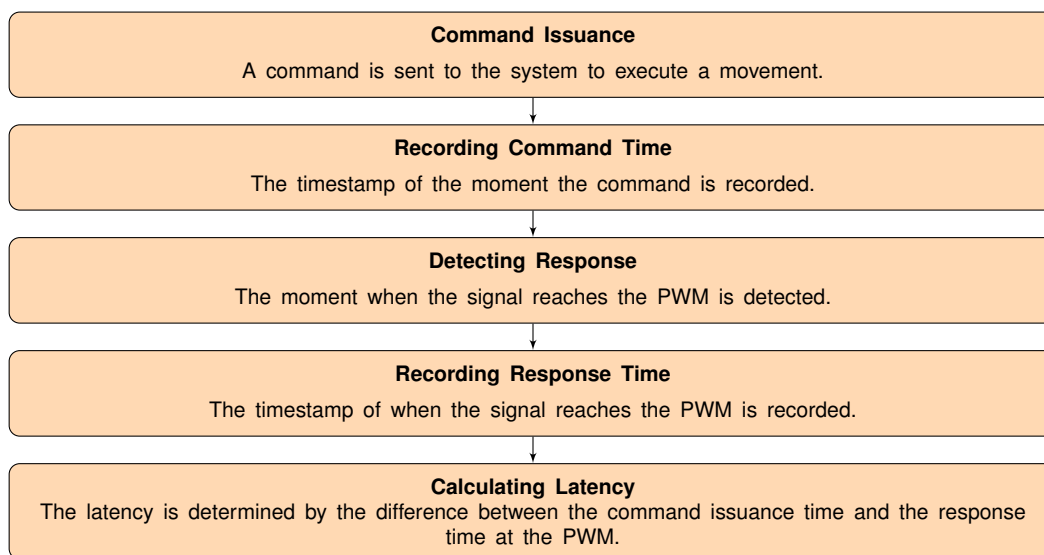 Command Issuance
A command is sent to the system to execute a movement.
Recording Command Time
The timestamp of the moment the command is recorded.
Detecting Response
The moment when the signal reaches the PWM is detected.
Recording Response Time
The timestamp of when the signal reaches the PWM is recorded.
Calculating Latency
The latency is determined by the difference between the command issuance time and the response
time at the PWM.